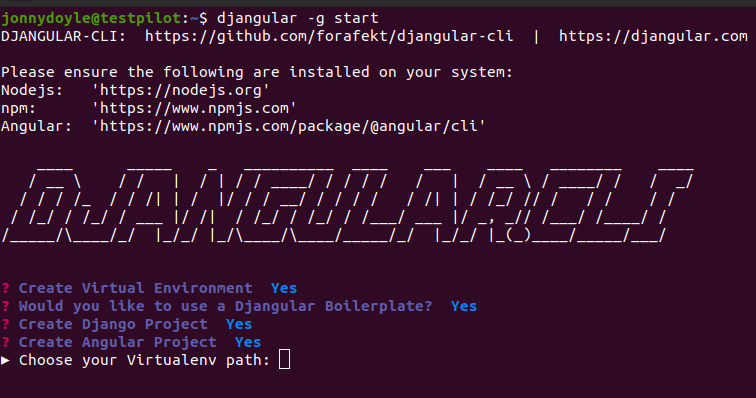 jonnydoyle@testpilot:~$ djangular -g start
DJANGULAR-CLI:  https://github.com/forafekt/djangular-cli  |  https://djangular.com
Please ensure the following are installed on your system:
Nodejs:   'https://nodejs.org'
npm:      'https://www.npmjs.com'
Angular:  'https://www.npmjs.com/package/@angular/cli'
DJANGULARCLI
? Create Virtual Environment  Yes
? Would you like to use a Djangular Boilerplate?  Yes
? Create Django Project  Yes
? Create Angular Project  Yes
► Choose your Virtualenv path: